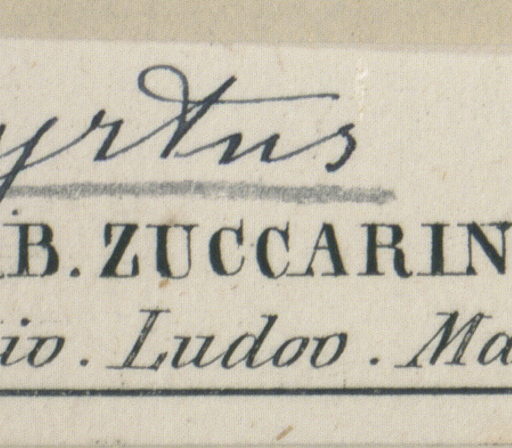 yrtus
B. ZUCCARIN
io. Ludov. Ma